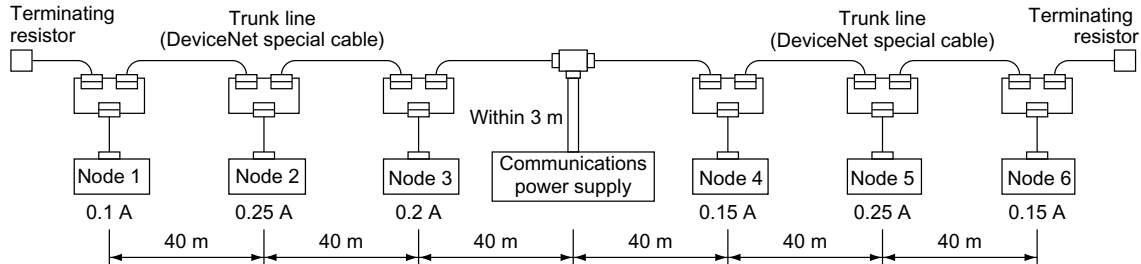 Terminating
resistor
Trunk line
(DeviceNet special cable)
Trunk line
(DeviceNet special cable)
Terminating
resistor
Within 3 m
Communications
power supply
Node 1
Node 2
Node 3
Node 4
Node 5
Node 6
0.1 A
0.25 A
0.2 A
0.15 A
0.25 A
0.15 A
40 m
40 m
40 m
40 m
40 m
40 m